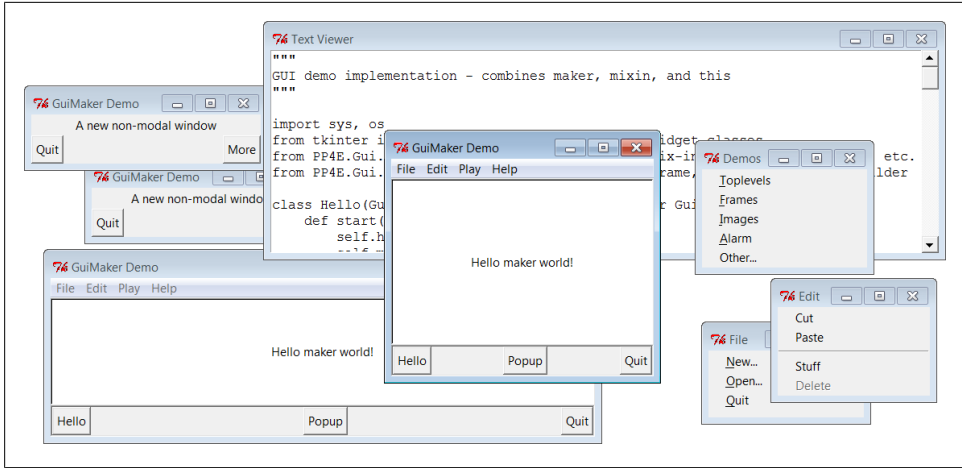 Text Viewer
"""
GUI demo implementation - combines maker, mixin, and this
"""
import sys, os
from tkinter i
idget classes
from PP4E.Gui.
ix-in
etc.
from PP4E.Gui.
rame,
lder
class Hello(Gu
r Gui
def start(
self.h
GuiMaker Demo
A new non-modal window
Quit
More
GuiMaker Demo
A new non-modal windo
Quit
GuiMaker Demo
File Edit Play Help
Hello maker world!
Hello
Popup
Quit
GuiMaker Demo
File Edit Play Help
Hello maker world!
Hello
Popup
Quit
Demos
Toplevels
Frames
Images
Alarm
Other...
Edit
Cut
Paste
Stuff
Delete
File
New...
Open...
Quit